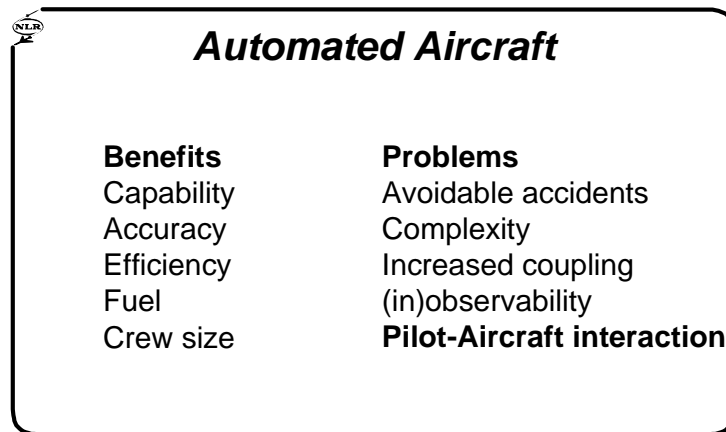 NLR
Automated Aircraft
Benefits Problems
Capability Avoidable accidents
Accuracy Complexity
Efficiency Increased coupling
Fuel (in)observability
Crew size Pilot-Aircraft interaction